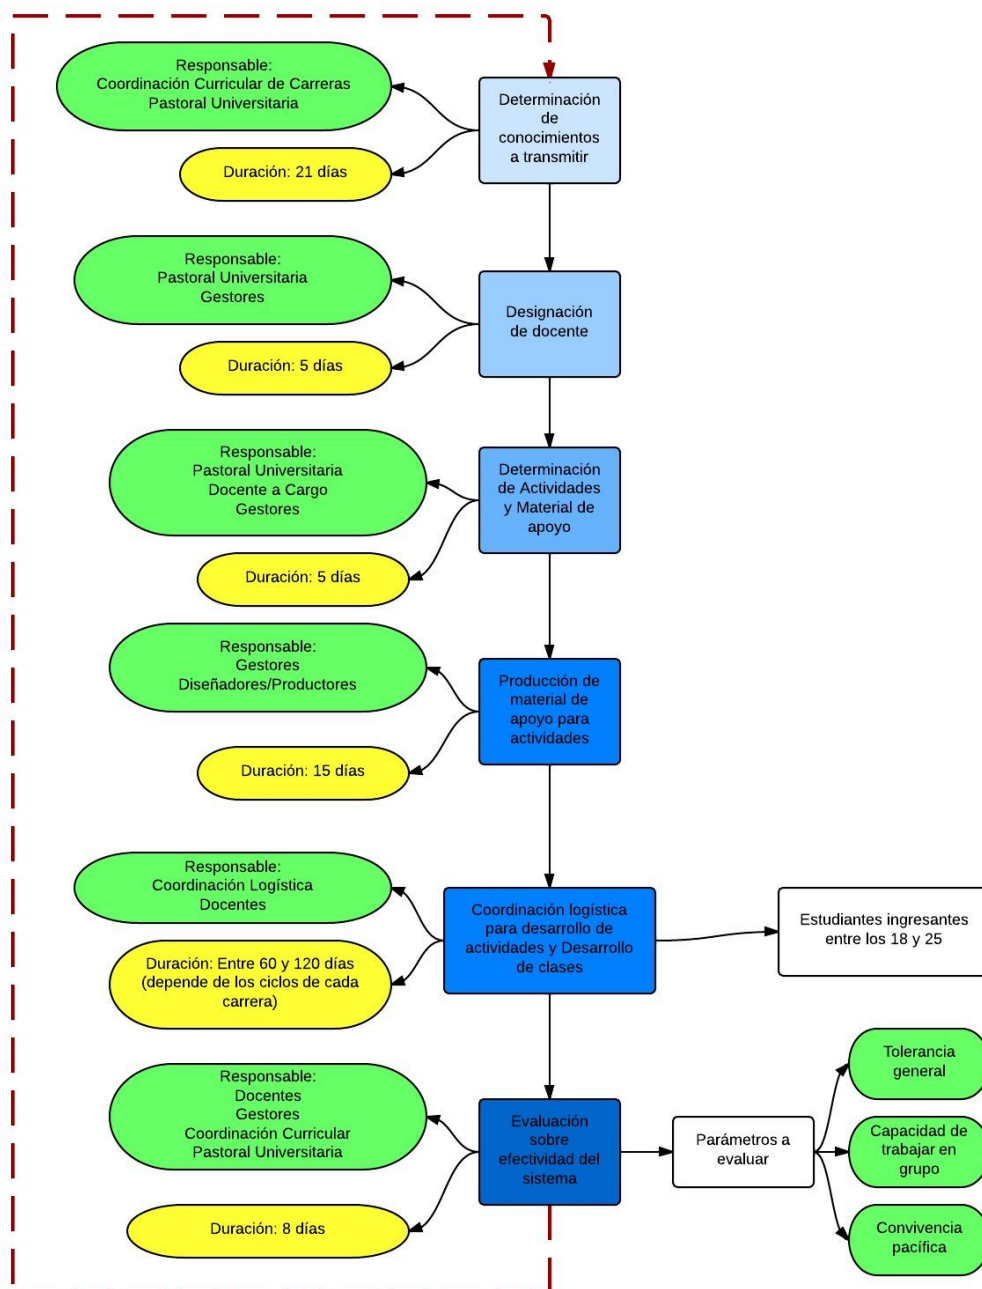 Responsable:
Coordinación Curricular de Carreras
Pastoral Universitaria
Determinación
de
conocimientos
a transmitir
Duración: 21 días
Responsable:
Pastoral Universitaria
Gestores
Designación
de docente
Duración: 5 días
Responsable:
Pastoral Universitaria
Docente a Cargo
Gestores
Determinación
de Actividades
y Material de
apoyo
Duración: 5 días
Responsable:
Gestores
Diseñadores/Productores
Producción de
material de
apoyo para
actividades
Duración: 15 días
Responsable:
Coordinación Logística
Docentes
Coordinación logística
para desarrollo de
actividades y Desarrollo
de clases
Estudiantes ingresantes
entre los 18 y 25
Duración: Entre 60 y 120 días
(depende de los ciclos de cada
carrera)
Responsable:
Docentes
Gestores
Coordinación Curricular
Pastoral Universitaria
Evaluación
sobre
efectividad del
sistema
Parámetros a
evaluar
Tolerancia
general
Capacidad de
trabajar en
grupo
Convivencia
pacífica
Duración: 8 días